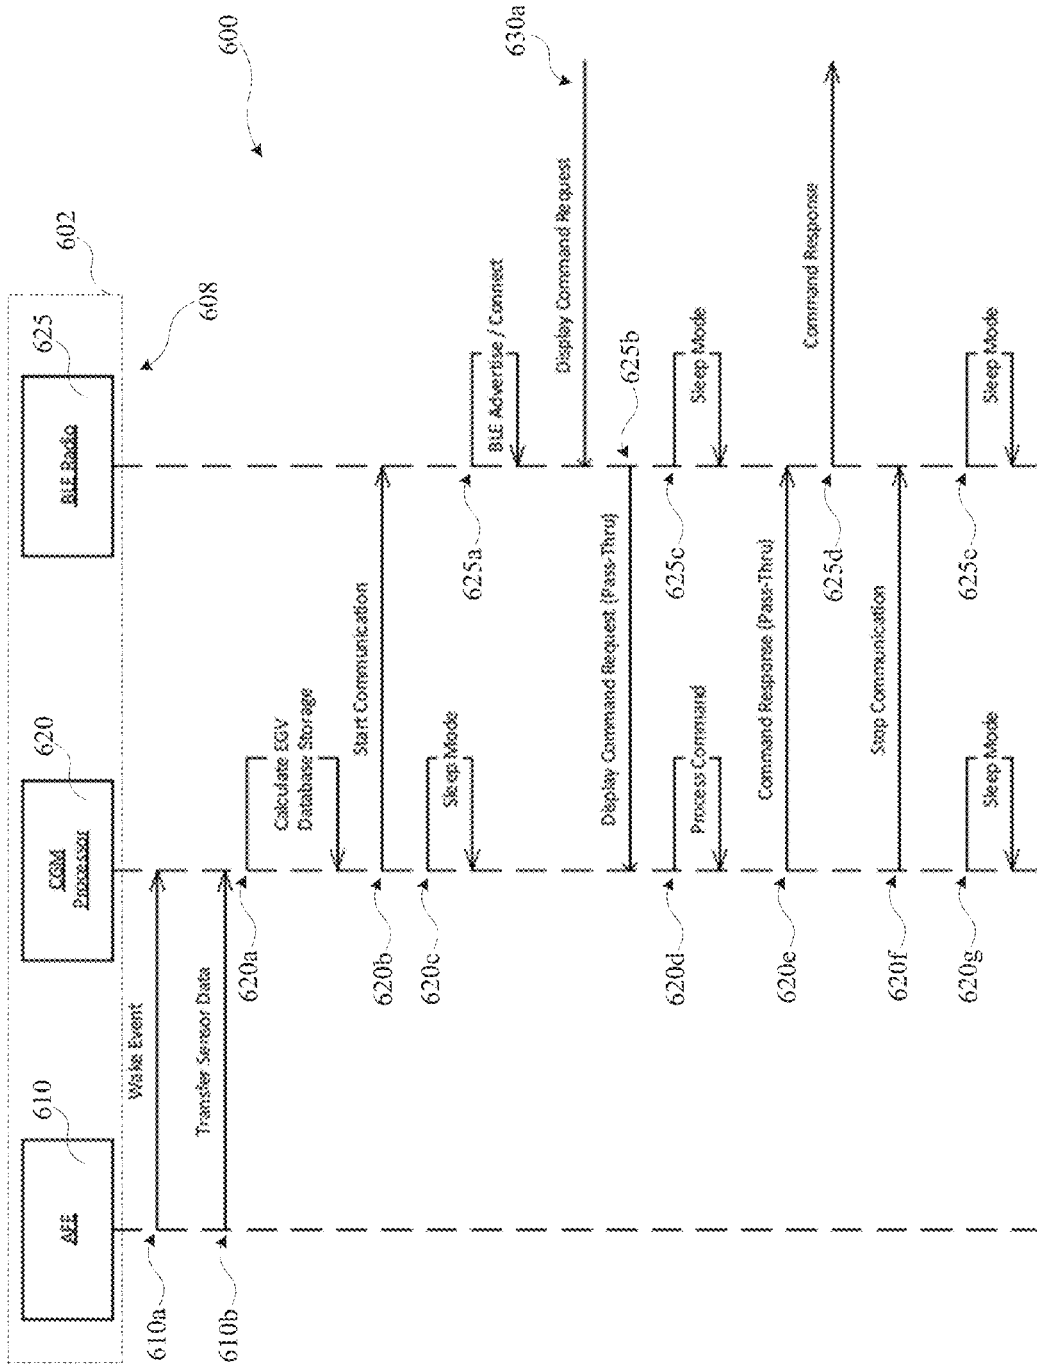 602
AFE
610
CGM
Processor
620
BLE Radio
625
608
600
610a
Wake Event
610b
Transfer Sensor Data
620a
Calculate EGV
Database Storage
620b
Start Communication
620c
Sleep Mode
625a
BLE Advertise / Connect
Display Command Request
630a
Display Command Request (Pass-Thru)
625b
620d
Process Command
625c
Sleep Mode
620e
Command Response (Pass-Thru)
625d
Command Response
620f
Stop Communication
620g
Sleep Mode
625e
Sleep Mode